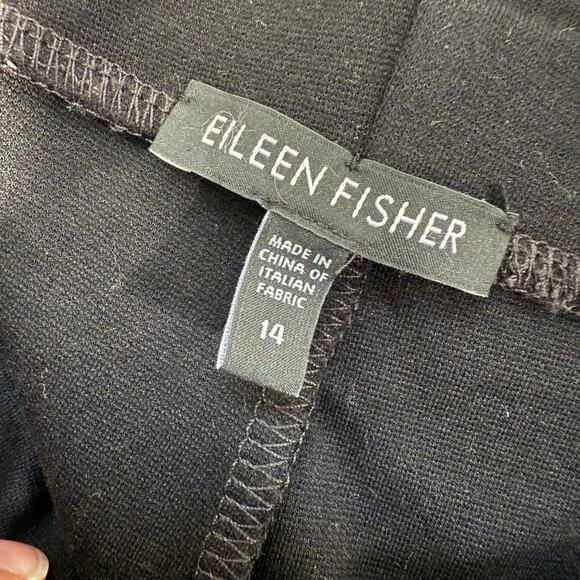 EILEEN FISHER
MADE IN
CHINA OF
ITALIAN
FABRIC
14